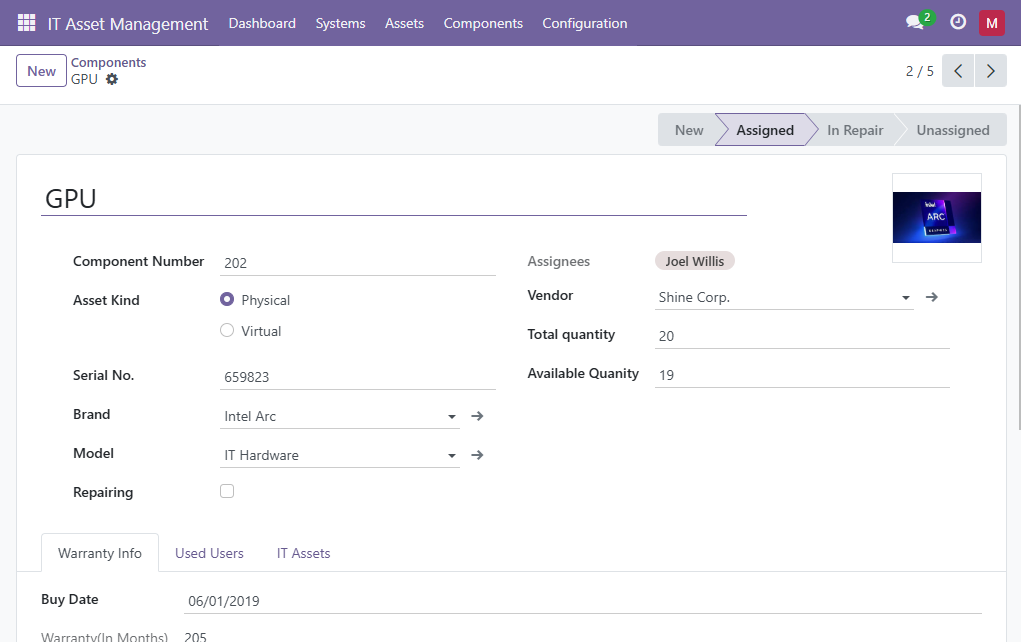 IT Asset Management Dashboard Systems Assets Components Configuration 2 M
New Components
GPU
2 / 5
New Assigned In Repair Unassigned
GPU
ARC
Component Number 202
Asset Kind Physical
Virtual
Serial No. 659823
Brand Intel Arc
Model IT Hardware
Repairing
Assignees Joel Willis
Vendor Shine Corp.
Total quantity 20
Available Quanity 19
Warranty Info Used Users IT Assets
Buy Date 06/01/2019
Warranty(In Months) 205